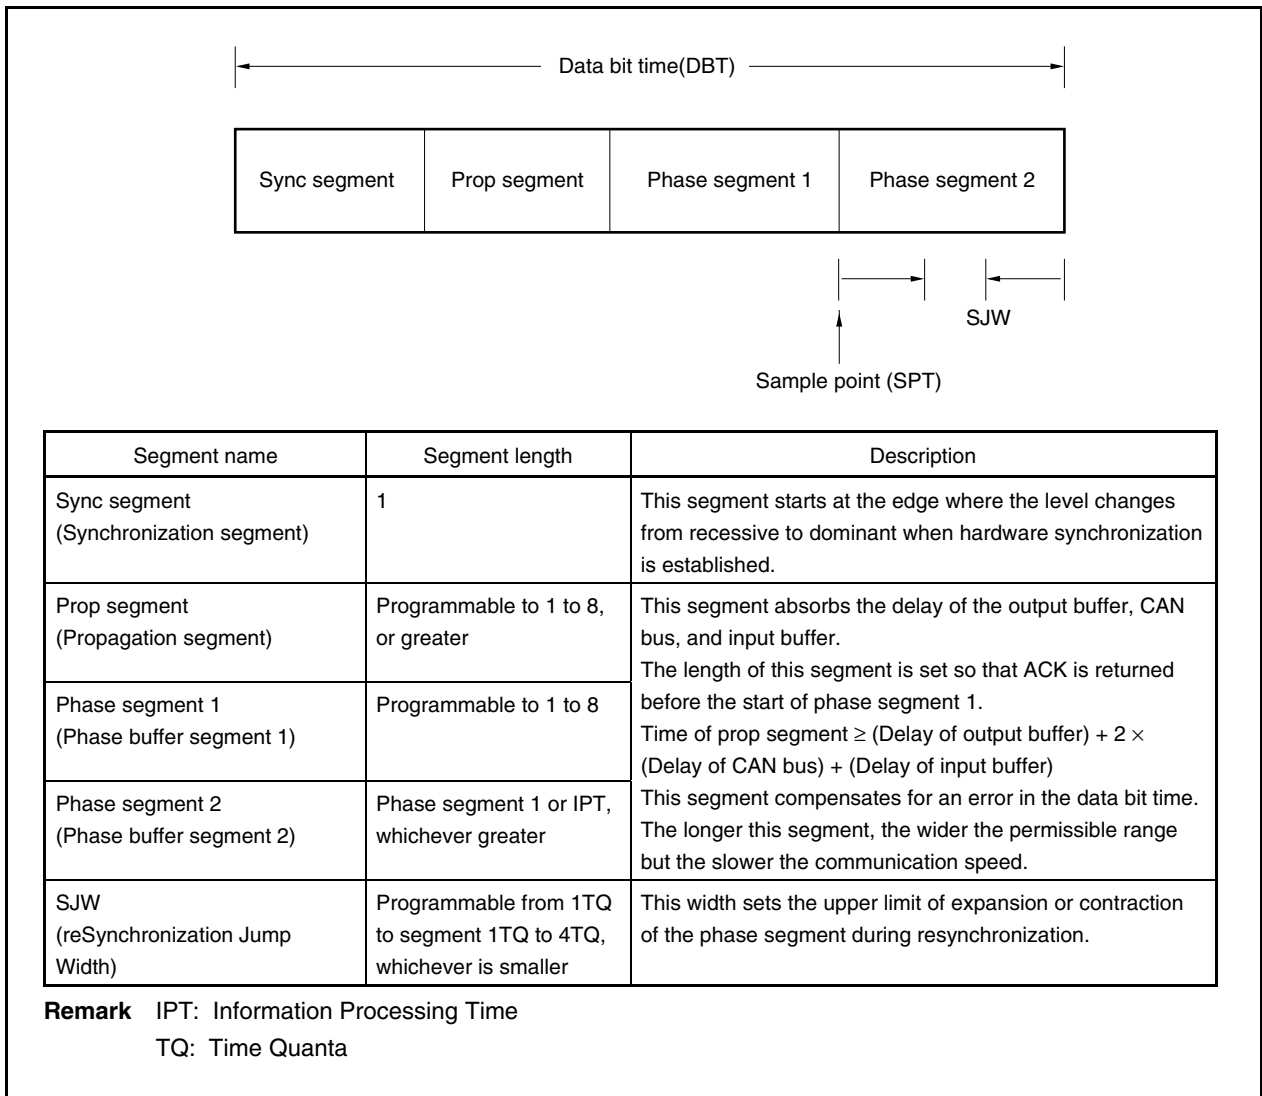 Data bit time(DBT)
Sync segment
Prop segment
Phase segment 1
Phase segment 2
SJW
Sample point (SPT)
Segment name
Segment length
Description
Sync segment
(Synchronization segment)
1
This segment starts at the edge where the level changes
from recessive to dominant when hardware synchronization
is established.
Prop segment
(Propagation segment)
Programmable to 1 to 8,
or greater
This segment absorbs the delay of the output buffer, CAN
bus, and input buffer.
The length of this segment is set so that ACK is returned
before the start of phase segment 1.
Time of prop segment ≥ (Delay of output buffer) + 2 ×
(Delay of CAN bus) + (Delay of input buffer)
Phase segment 1
(Phase buffer segment 1)
Programmable to 1 to 8
Phase segment 2
(Phase buffer segment 2)
Phase segment 1 or IPT,
whichever greater
This segment compensates for an error in the data bit time.
The longer this segment, the wider the permissible range
but the slower the communication speed.
SJW
(reSynchronization Jump
Width)
Programmable from 1TQ
to segment 1TQ to 4TQ,
whichever is smaller
This width sets the upper limit of expansion or contraction
of the phase segment during resynchronization.
Remark IPT: Information Processing Time
TQ: Time Quanta